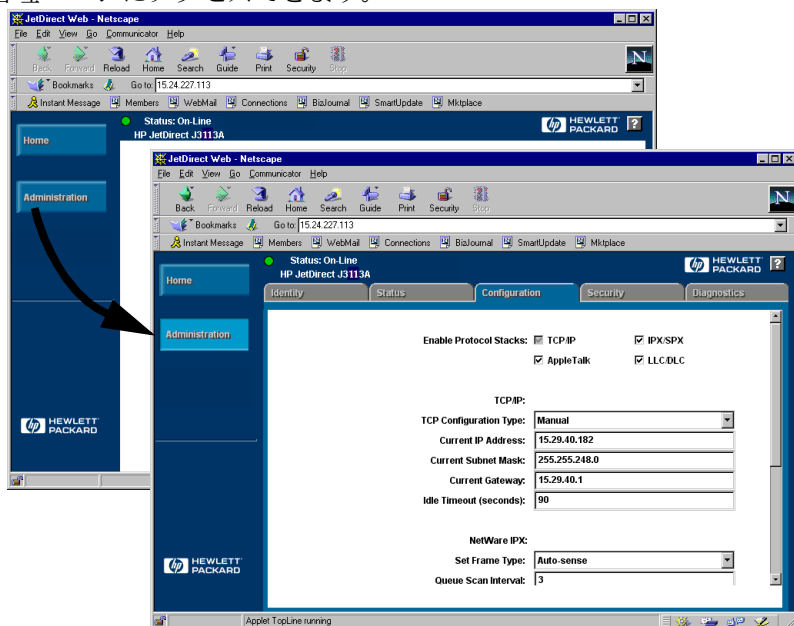 JetDirect Web - Netscape
File Edit View Go Communicator Help
Back Forward Reload Home Search Guide Print Security Stop
N
Bookmarks Go to: 15.24.227.113
Instant Message Members WebMail Connections BizJournal SmartUpdate Mktplace
Status: On-Line
HP JetDirect J3113A
hp HEWLETT PACKARD ?
Home
Administration
hp HEWLETT PACKARD
JetDirect Web - Netscape
File Edit View Go Communicator Help
Back Forward Reload Home Search Guide Print Security Stop
N
Bookmarks Go to: 15.24.227.113
Instant Message Members WebMail Connections BizJournal SmartUpdate Mktplace
Status: On-Line
HP JetDirect J3113A
hp HEWLETT PACKARD ?
Home
Administration
hp HEWLETT PACKARD
Identity Status Configuration Security Diagnostics
Enable Protocol Stacks: TCP/IP IPX/SPX
AppleTalk LLC/DLC
TCP/IP:
TCP Configuration Type: Manual
Current IP Address: 15.29.40.182
Current Subnet Mask: 255.255.248.0
Current Gateway: 15.29.40.1
Idle Timeout (seconds): 90
NetWare IPX:
Set Frame Type: Auto-sense
Queue Scan Interval: 3
Applet TopLine running